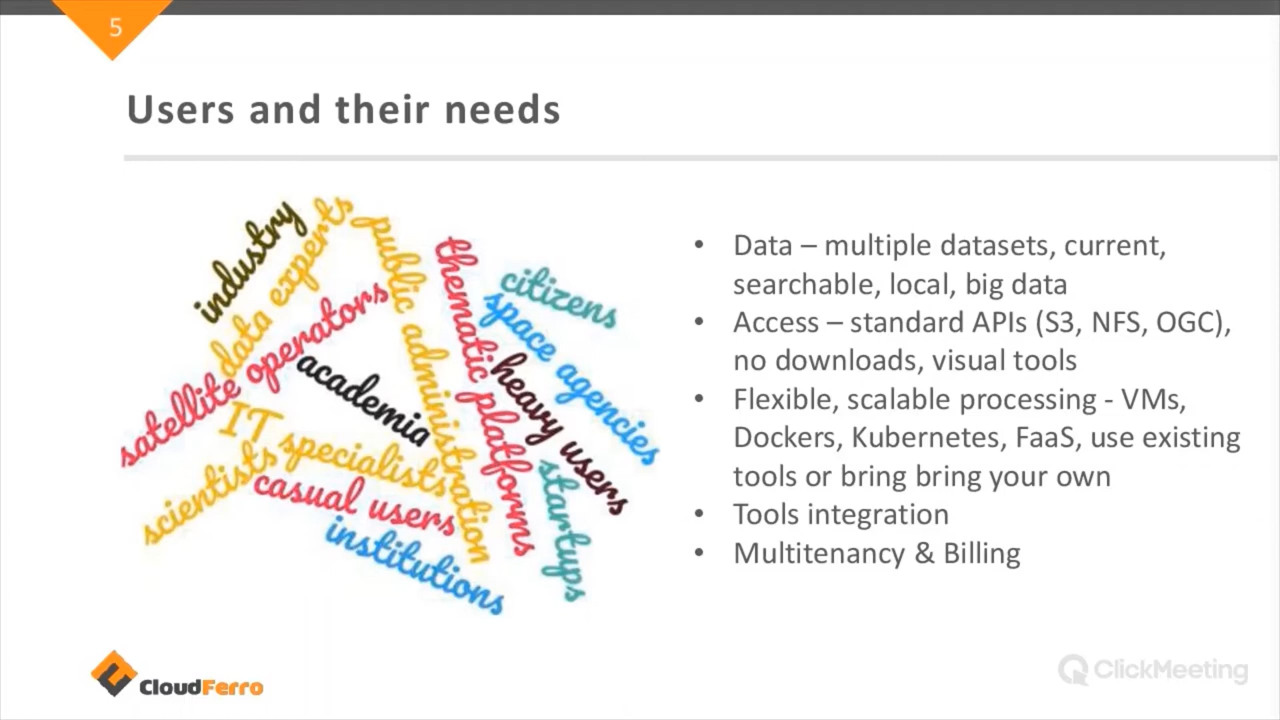 5
Users and their needs
industry
data experts
public administration
satellite operators
academia
thematic platforms
citizens
space agencies
heavy users
IT specialists
scientists
casual users
institutions
startups
• Data – multiple datasets, current,
searchable, local, big data
• Access – standard APIs (S3, NFS, OGC),
no downloads, visual tools
• Flexible, scalable processing - VMs,
Dockers, Kubernetes, FaaS, use existing
tools or bring bring your own
• Tools integration
• Multitenancy & Billing
CloudFerro
ClickMeeting